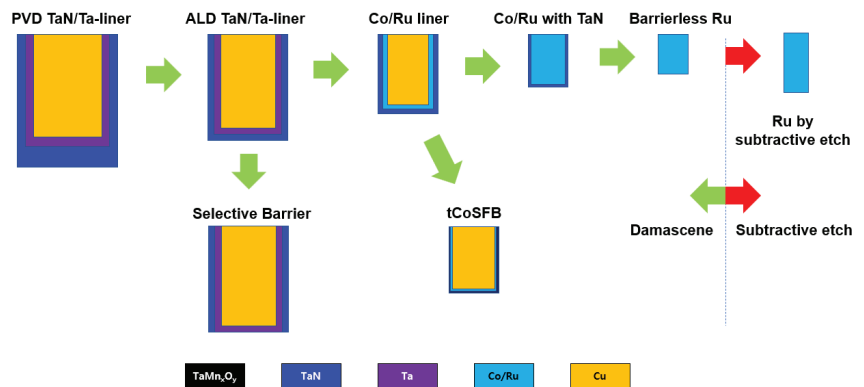 PVD TaN/Ta-liner
ALD TaN/Ta-liner
Co/Ru liner
Co/Ru with TaN
Barrierless Ru
Ru by
subtractive etch
Selective Barrier
tCoSFB
Damascene
Subtractive etch
TaMnxOy
TaN
Ta
Co/Ru
Cu